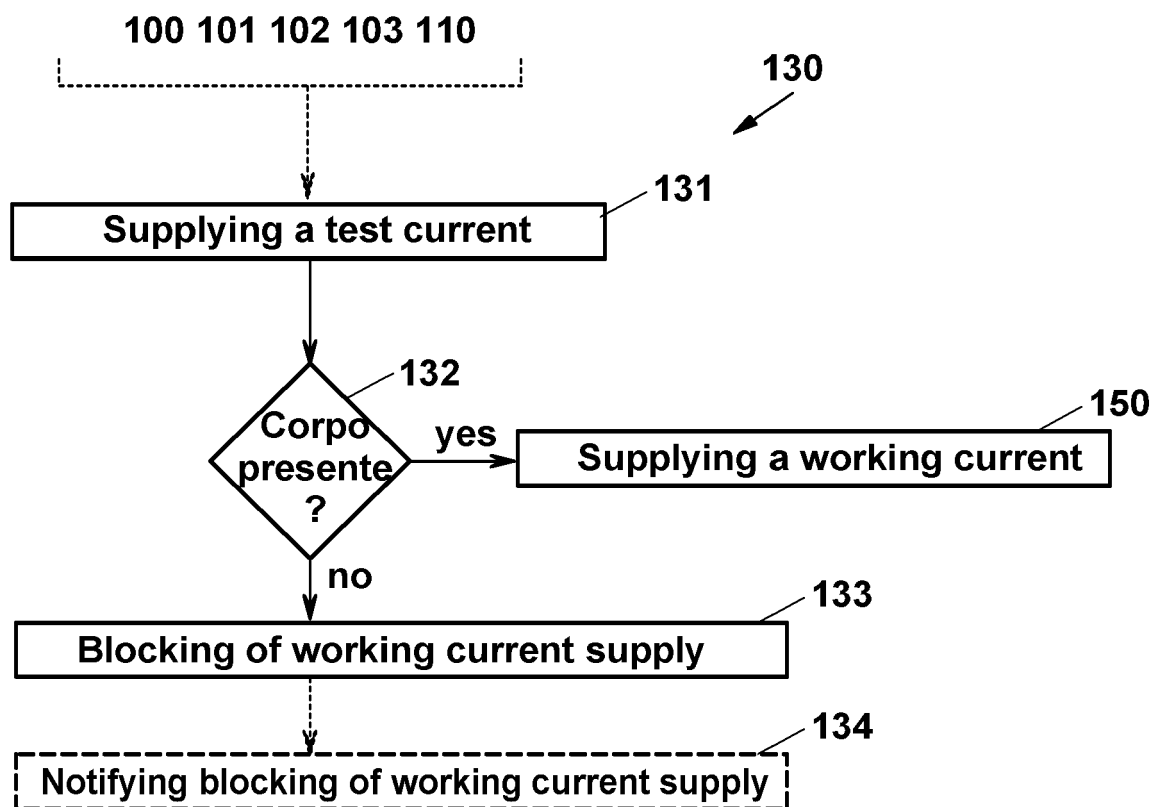 100 101 102 103 110
130
131
Supplying a test current
132
Corpo
presente
?
yes
150
Supplying a working current
no
133
Blocking of working current supply
134
Notifying blocking of working current supply